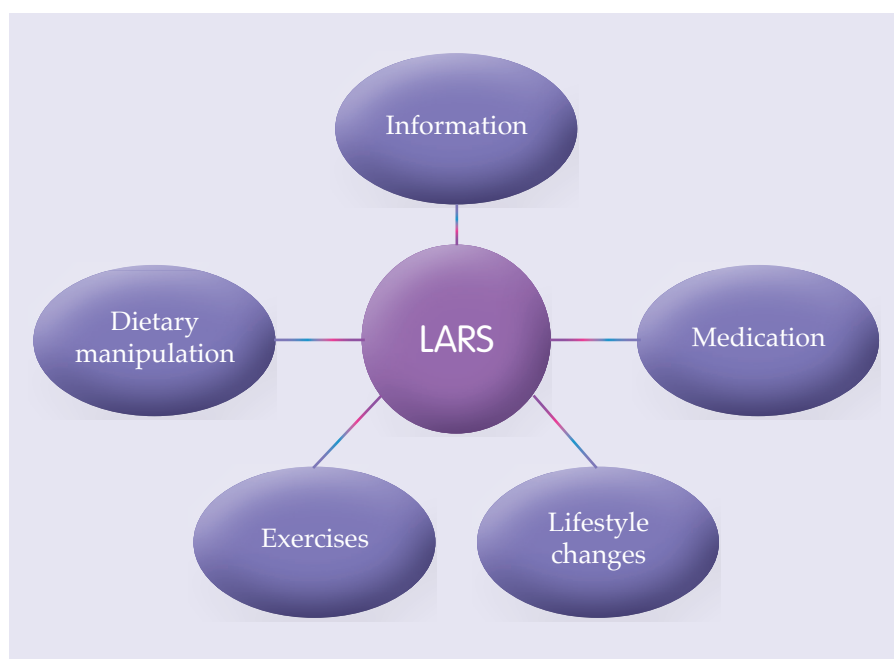 Information
Dietary
manipulation
LARS
Medication
Exercises
Lifestyle
changes